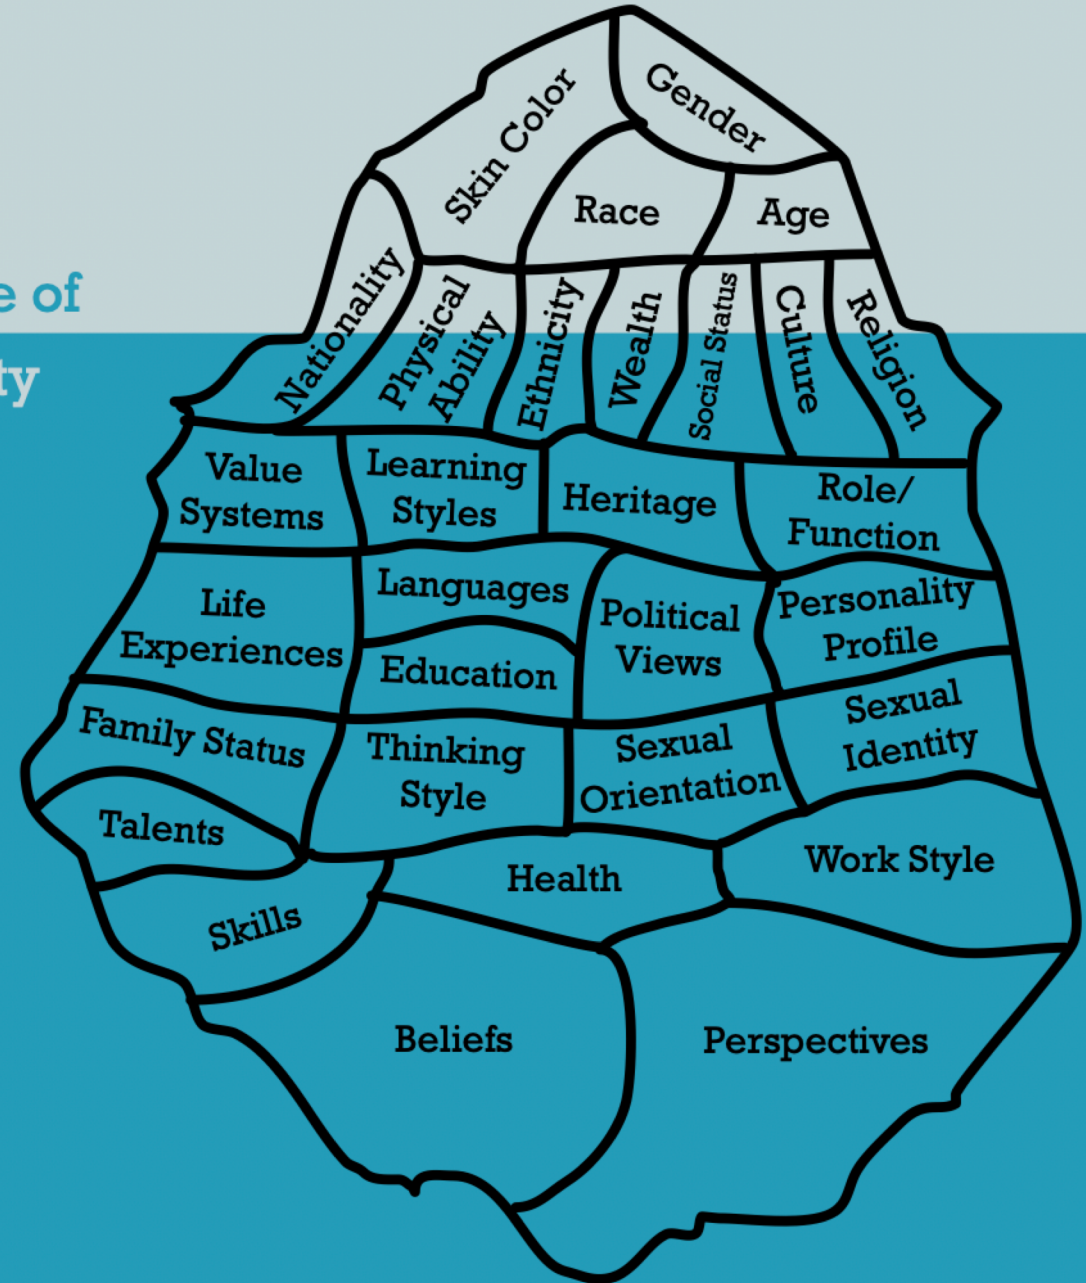 Gender
Skin Color
Race
Age
e of
ty
Nationality
Physical
Ability
Ethnicity
Wealth
Social Status
Culture
Religion
Value
Systems
Learning
Styles
Heritage
Role/
Function
Life
Experiences
Languages
Education
Political
Views
Personality
Profile
Family Status
Thinking
Style
Sexual
Orientation
Sexual
Identity
Talents
Skills
Health
Work Style
Beliefs
Perspectives